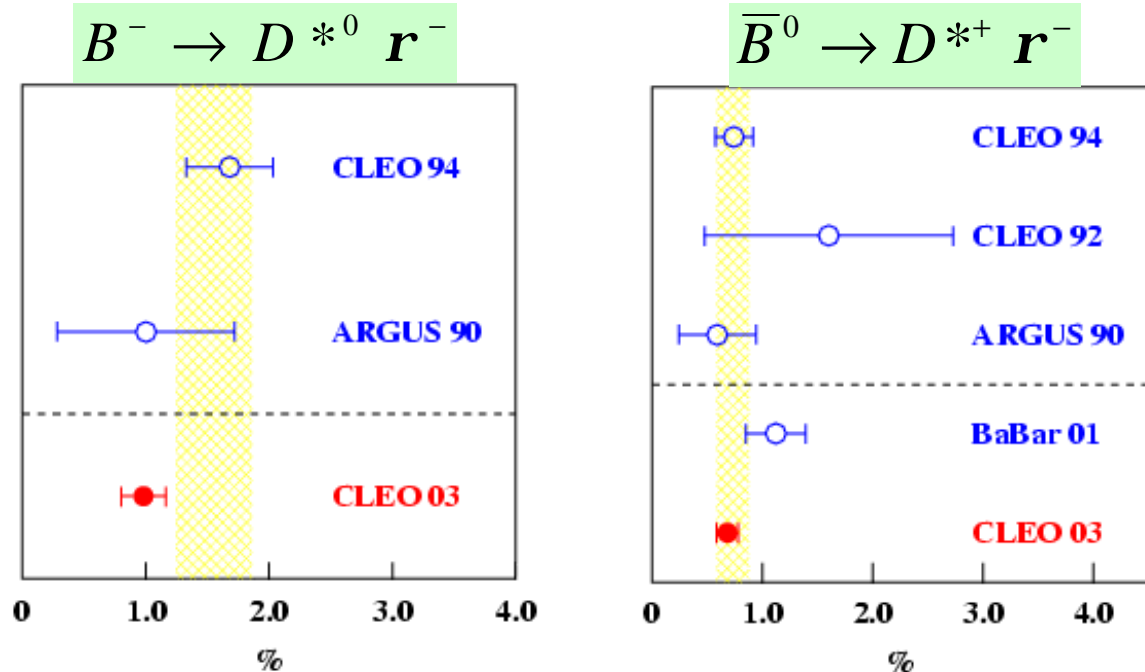 B⁻ → D*⁰ r⁻
CLEO 94
ARGUS 90
CLEO 03
0 1.0 2.0 3.0 4.0
%
B̅⁰ → D*⁺ r⁻
CLEO 94
CLEO 92
ARGUS 90
BaBar 01
CLEO 03
0 1.0 2.0 3.0 4.0
%